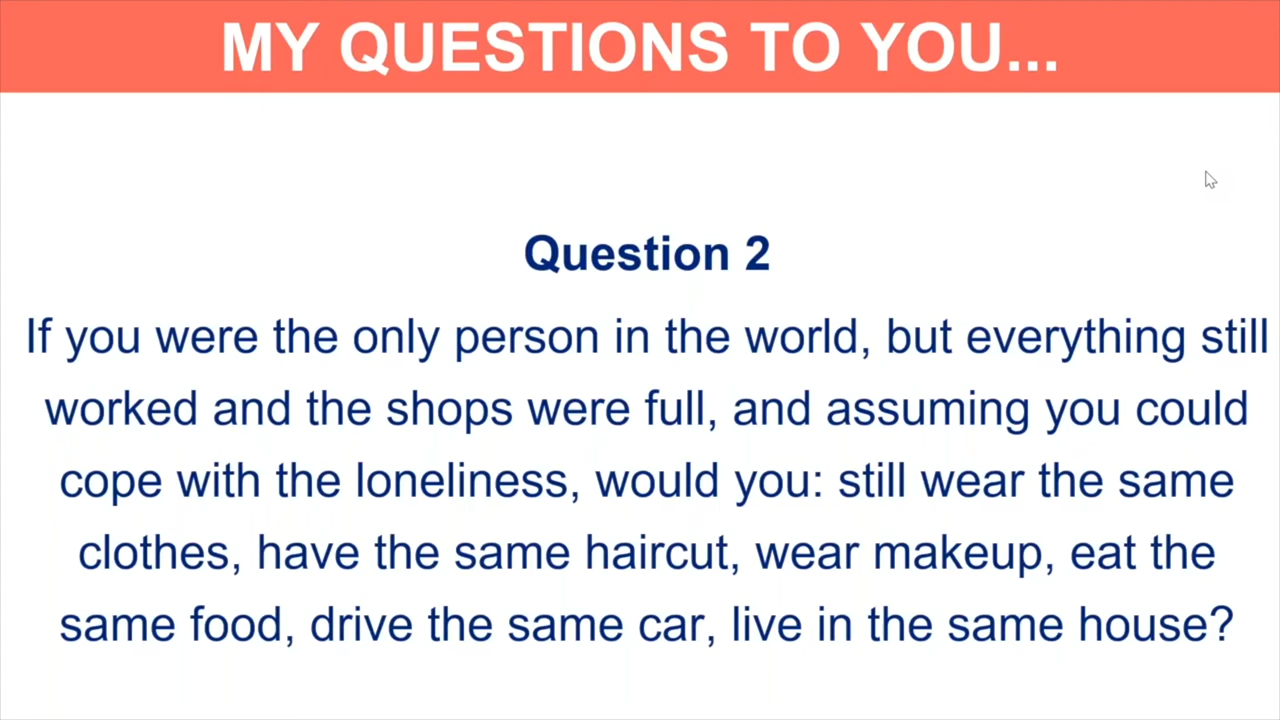 MY QUESTIONS TO YOU...
Question 2
If you were the only person in the world, but everything still
worked and the shops were full, and assuming you could
cope with the loneliness, would you: still wear the same
clothes, have the same haircut, wear makeup, eat the
same food, drive the same car, live in the same house?